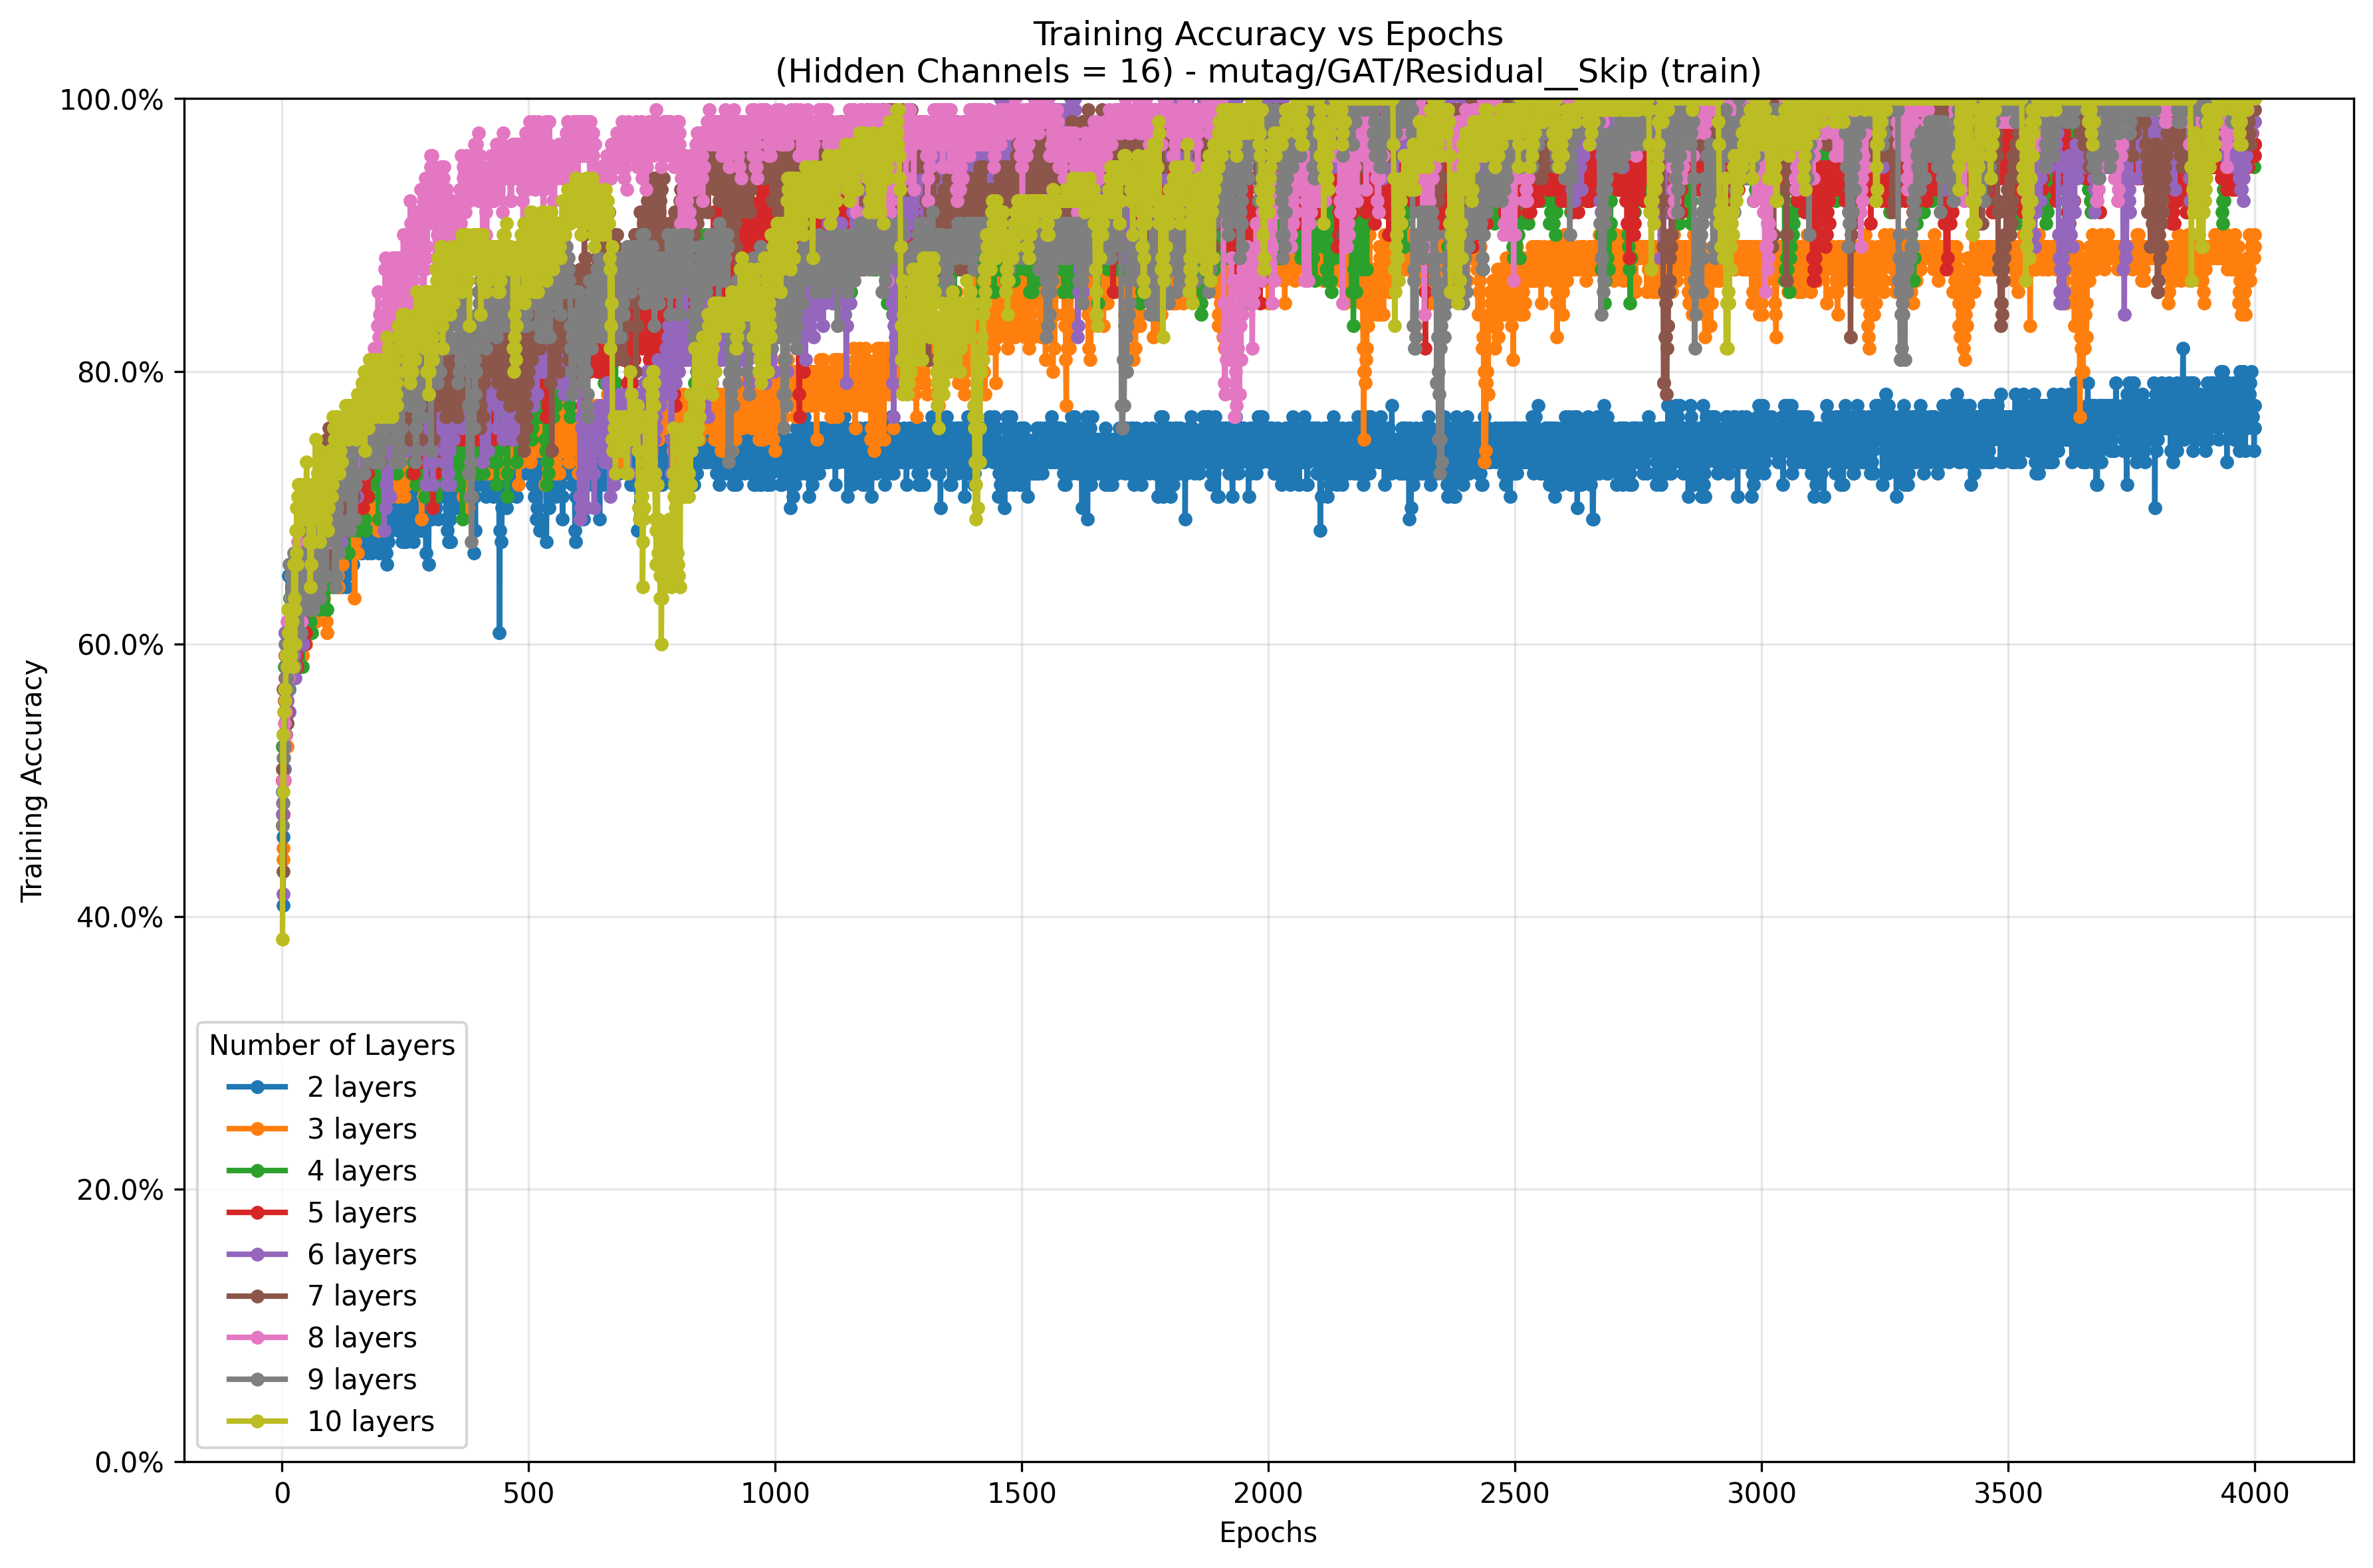 Training Accuracy vs Epochs
(Hidden Channels = 16) - mutag/GAT/Residual__Skip (train)
100.0%
80.0%
60.0%
40.0%
20.0%
0.0%
Training Accuracy
Number of Layers
2 layers
3 layers
4 layers
5 layers
6 layers
7 layers
8 layers
9 layers
10 layers
0 500 1000 1500 2000 2500 3000 3500 4000
Epochs